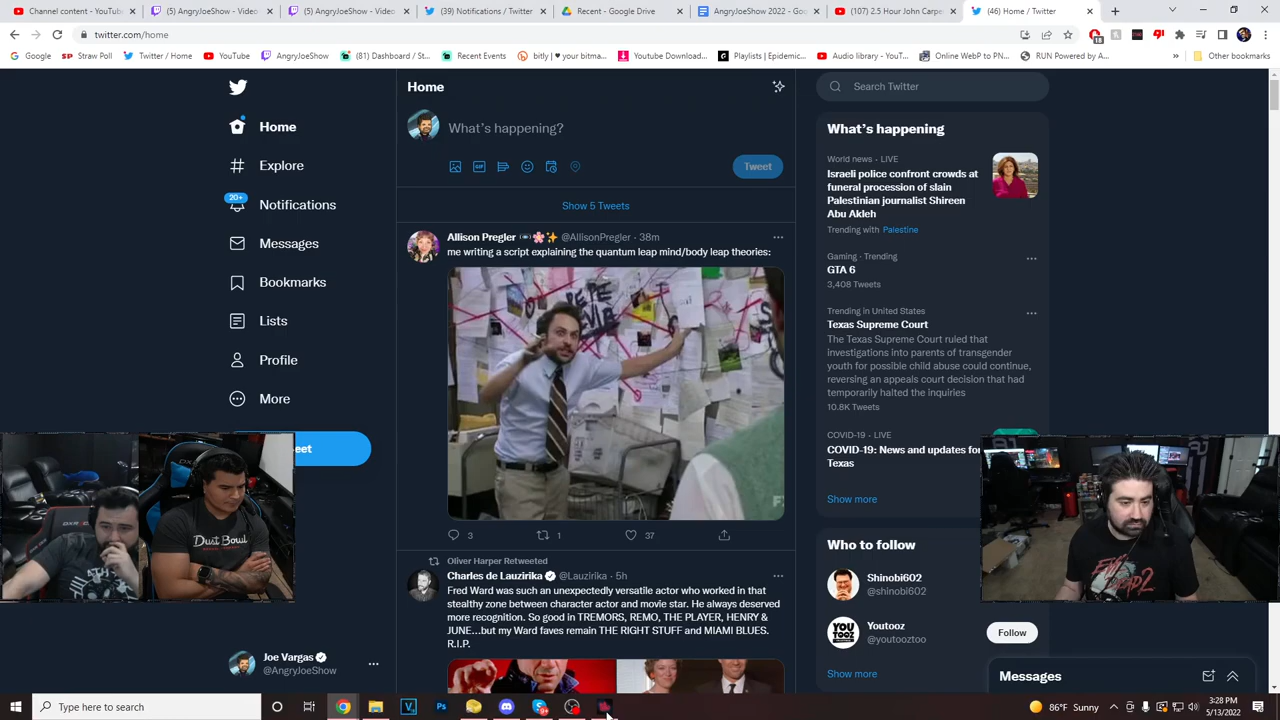 (5) AngryJoeShow - Video
(5) AngryJoeShow - Video
(39) Notifications / Twitter
Recent - Google Drive
AngryJoeShow 2022 - Goo
(107) 2.5 Hour John Carpo
(46) Home / Twitter
twitter.com/home
Google
Straw Poll
Twitter / Home
YouTube
AngryJoeShow
(81) Dashboard / St...
Recent Events
bitly | ♥ your bitma...
Youtube Download...
Playlists | Epidemic...
Audio library - YouT...
Online WebP to PN...
RUN Powered by A...
»
Other bookmarks
Home
Explore
20+
Notifications
Messages
Bookmarks
Lists
Profile
More
Joe Vargas
@AngryJoeShow
Home
What's happening?
GIF
Tweet
Show 5 Tweets
Allison Pregler @AllisonPregler · 38m
me writing a script explaining the quantum leap mind/body leap theories:
3
1
37
Oliver Harper Retweeted
Charles de Lauzirika @Lauzirika · 5h
Fred Ward was such an unexpectedly versatile actor who worked in that
stealthy zone between character actor and movie star. He always deserved
more recognition. So good in TREMORS, REMO, THE PLAYER, HENRY &
JUNE...but my Ward faves remain THE RIGHT STUFF and MIAMI BLUES.
R.I.P.
Search Twitter
What's happening
World news · LIVE
Israeli police confront crowds at
funeral procession of slain
Palestinian journalist Shireen
Abu Akleh
Trending with Palestine
Gaming · Trending
GTA 6
3,408 Tweets
Trending in United States
Texas Supreme Court
The Texas Supreme Court ruled that
investigations into parents of transgender
youth for possible child abuse could continue,
reversing an appeals court decision that had
temporarily halted the inquiries
10.8K Tweets
COVID-19 · LIVE
COVID-19: News and updates for
Texas
Show more
Who to follow
Shinobi602
@shinobi602
Youtooz
@youtooztoo
Follow
Show more
Messages
DUST BOWL
EVIL DEAD 2
Type here to search
86°F Sunny
3:28 PM
5/13/2022